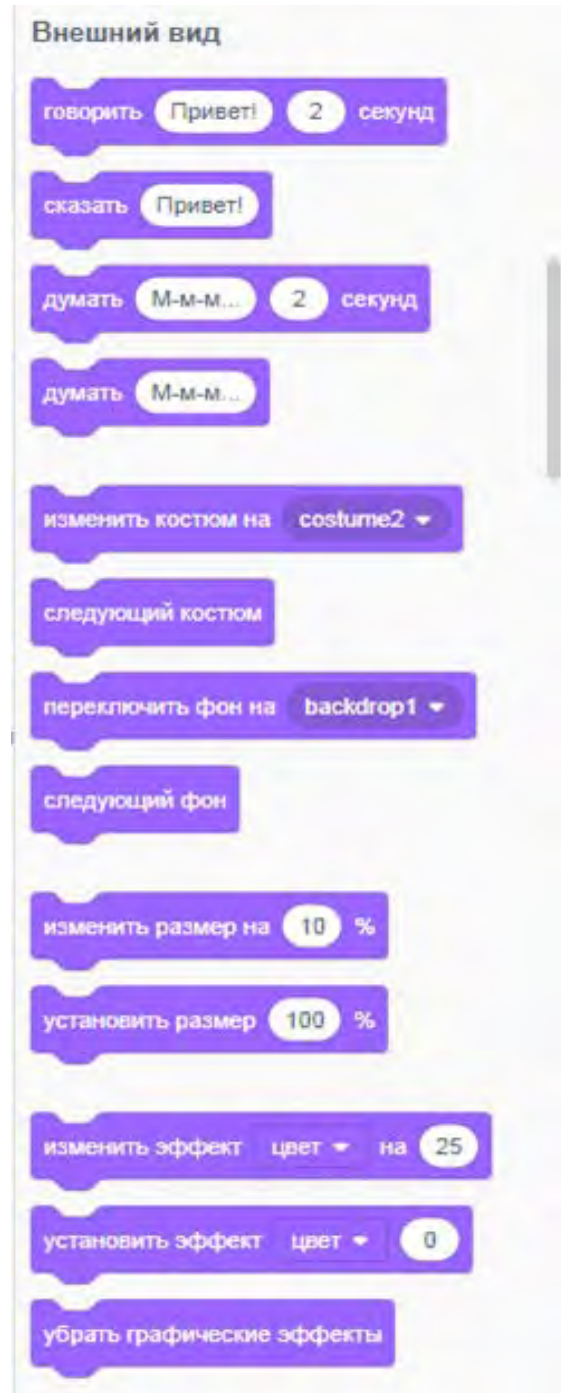 Внешний вид
говорить Привет! 2 секунд
сказать Привет!
думать М-м-м... 2 секунд
думать М-м-м...
изменить костюм на costume2
следующий костюм
переключить фон на backdrop1
следующий фон
изменить размер на 10 %
установить размер 100 %
изменить эффект цвет на 25
установить эффект цвет 0
убрать графические эффекты